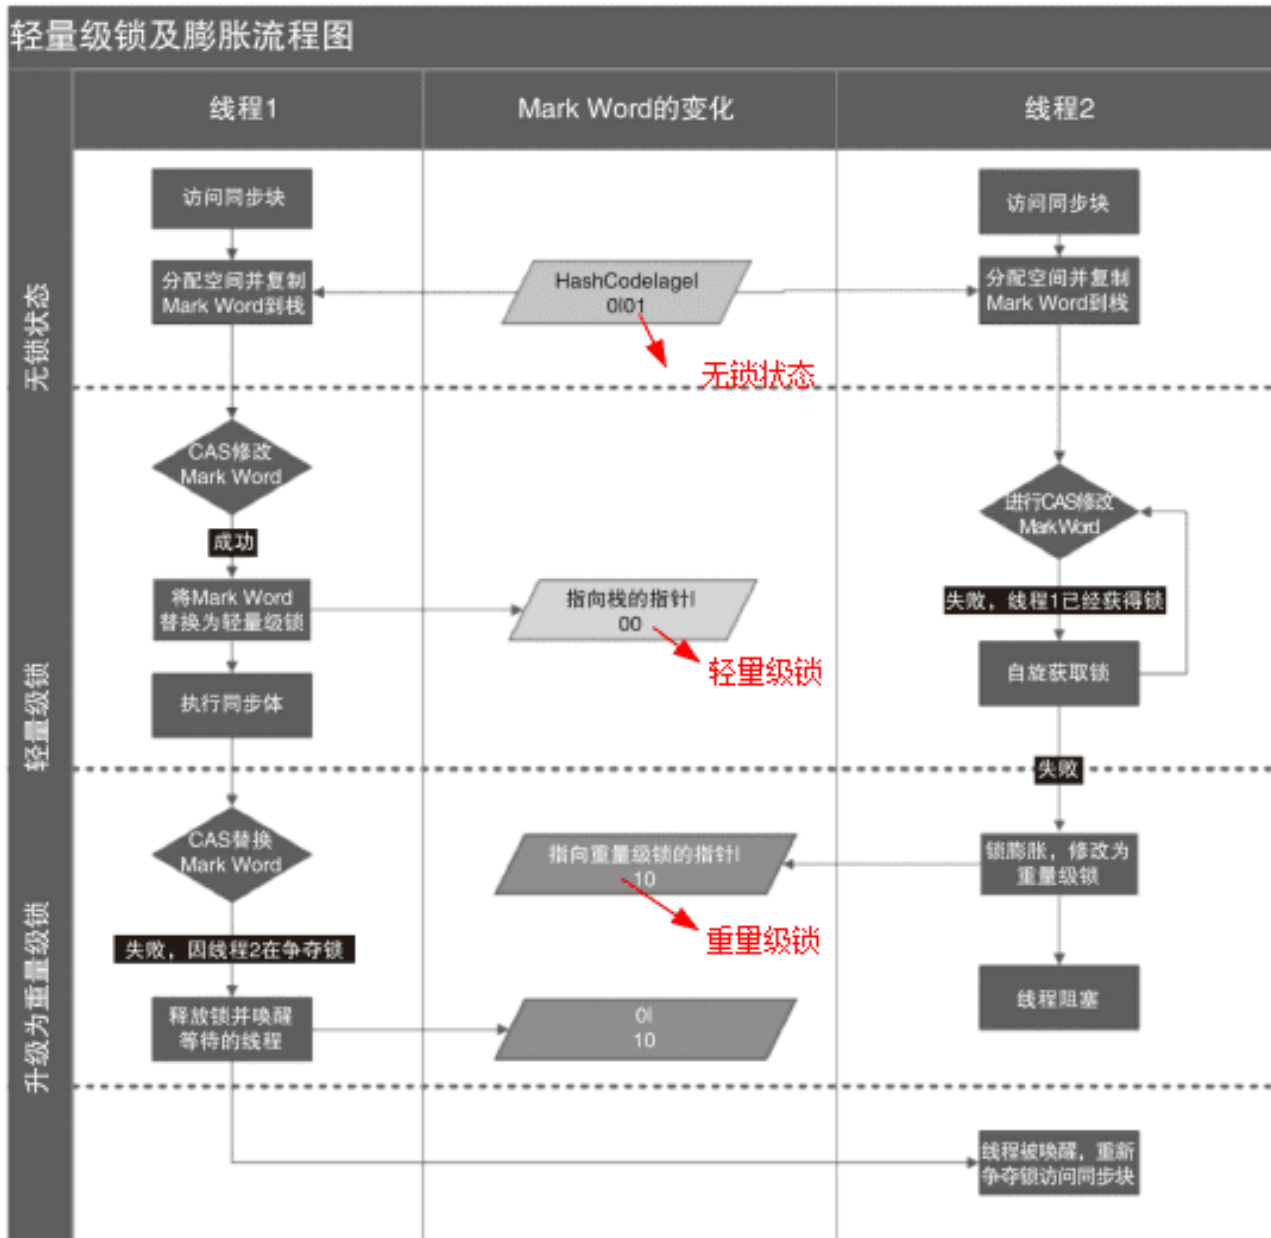 轻量级锁及膨胀流程图
线程1
Mark Word的变化
线程2
无锁状态
访问同步块
访问同步块
分配空间并复制
Mark Word到栈
HashCode|age|
0|01
分配空间并复制
Mark Word到栈
无锁状态
轻量级锁
CAS修改
Mark Word
进行CAS修改
Mark Word
成功
将Mark Word
替换为轻量级锁
指向栈的指针|
00
失败，线程1已经获得锁
轻量级锁
自旋获取锁
执行同步体
失败
升级为重量级锁
CAS替换
Mark Word
指向重量级锁的指针|
10
锁膨胀，修改为
重量级锁
重量级锁
失败，因线程2在争夺锁
释放锁并唤醒
等待的线程
0|
10
线程阻塞
线程被唤醒，重新
争夺锁访问同步块